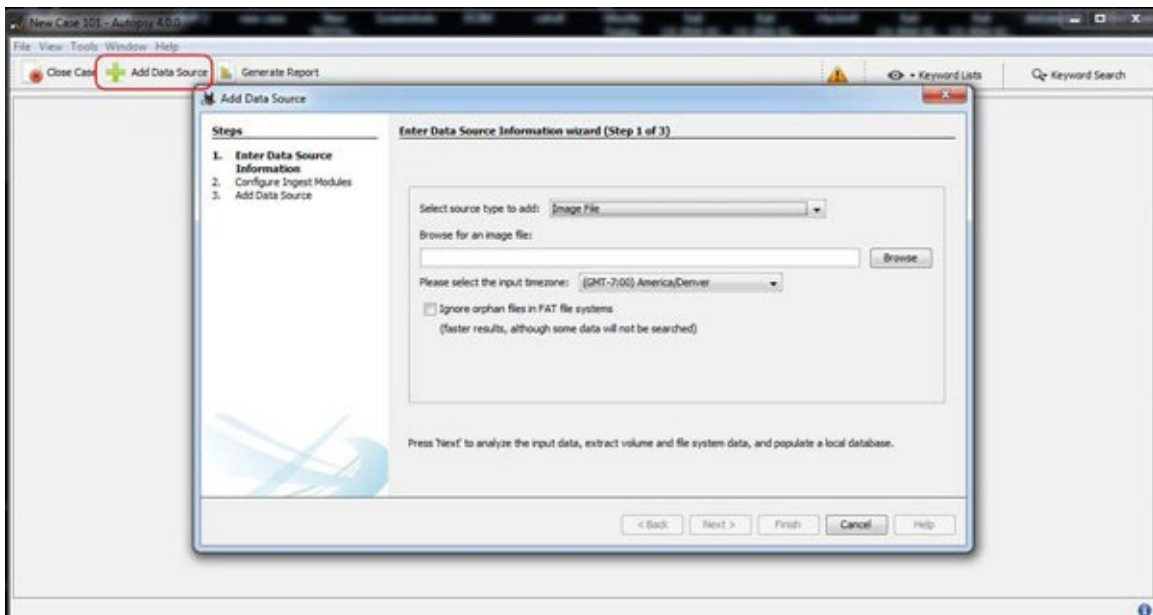 New Case 101 - Autopsy 4.0.0
File View Tools Window Help
Close Case Add Data Source Generate Report Keyword Lists Keyword Search
Add Data Source
Steps
1. Enter Data Source Information
2. Configure Ingest Modules
3. Add Data Source
Enter Data Source Information wizard (Step 1 of 3)
Select source type to add: Image File
Browse for an image file:
Browse
Please select the input timezone: (GMT-7:00) America/Denver
Ignore orphan files in FAT file systems
(faster results, although some data will not be searched)
Press 'Next' to analyze the input data, extract volume and file system data, and populate a local database.
< Back Next > Finish Cancel Help